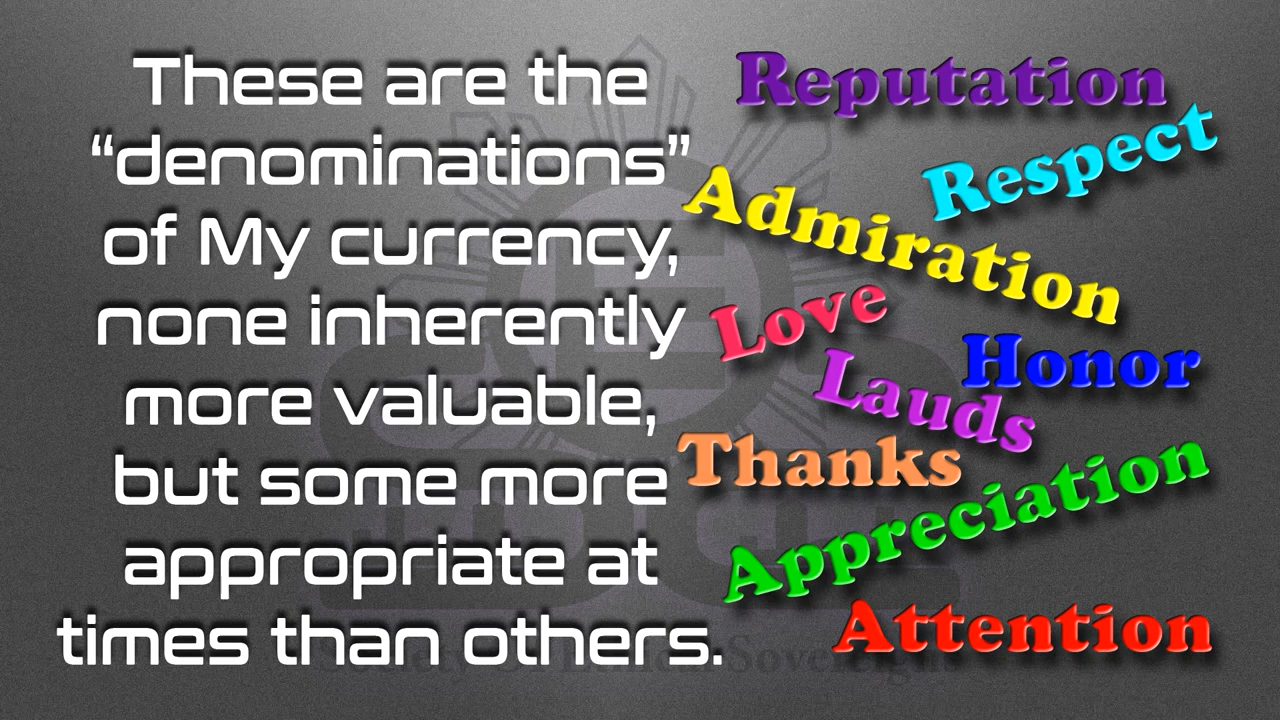 These are the
“denominations”
of My currency,
none inherently
more valuable,
but some more
appropriate at
times than others.
Reputation
Respect
Admiration
Love
Honor
Lauds
Thanks
Appreciation
Attention